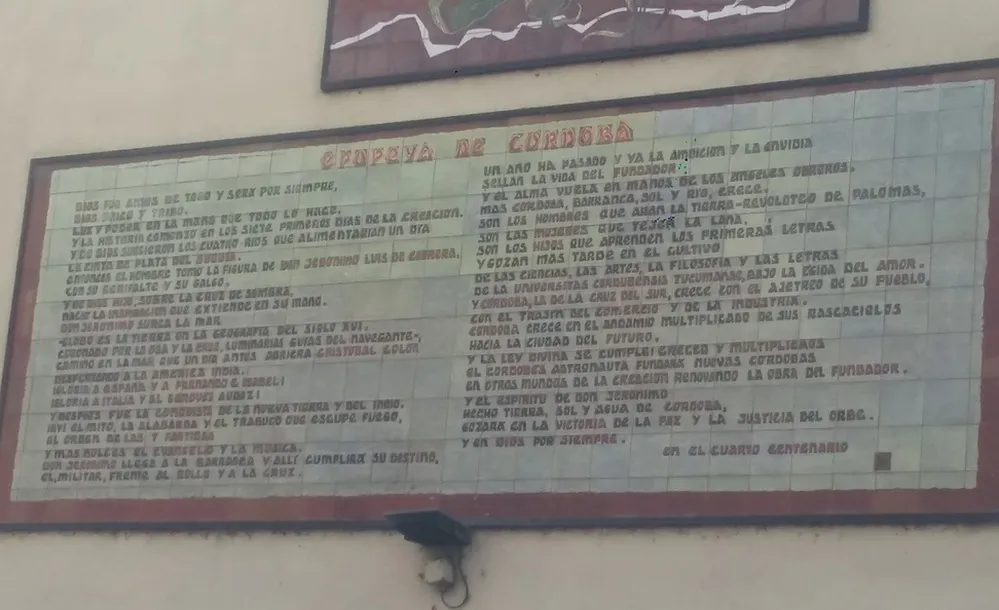 EPOPEYA DE CORDOBA
DIOS FUE ANTES DE TODO Y SERA POR SIEMPRE,
DIOS UNICO Y TRINO.
LUZ Y PODER EN LA MANO QUE TODO LO HACE.
Y LA HISTORIA COMENZO EN LOS SIETE PRIMEROS DIAS DE LA CREACION.
Y DE DIOS SURGIERON LOS CUATRO RIOS QUE ALIMENTARIAN UN DIA
LA CINTA DE PLATA DEL SUQUIA.
ENTONCES EL HOMBRE TOMO LA FIGURA DE DON JERONIMO LUIS DE CABRERA,
CON SU GERIFALTE Y SU GALGO.
Y FUE DIOS HIJO, SOBRE LA CRUZ DE SOMBRA,
NACIO LA EXTIENDE EN SU MANO.
DON JERONIMO SURCA LA MAR
-GLOBO ES LA TIERRA EN LA GEOGRAFIA DEL SIGLO XVI.
CORONADO POR LA OSA Y LA CRUZ, LUMINARIAS GUIAS DEL NAVEGANTE-,
CAMINO EN LA MAR QUE UN DIA ANTES ABRIERA CRISTOBAL COLON
DESPERTANDO A LA AMERICA INDIA.
¡GLORIA A ESPAÑA Y A FERNANDO E ISABEL!
¡GLORIA A ITALIA Y AL GENOVES AUDAZ!
Y DESPUES FUE LA CONQUISTA DE LA NUEVA TIERRA Y DEL INDIO.
EL MITO, LA ALABARDA Y EL TRABUCO QUE ESCUPE FUEGO,
EL ORDEN DE LAS 7 PARTIDAS
Y MAS DULCES EL EVANGELIO Y LA MUSICA.
DON JERONIMO LLEGA A LA BARRANCA Y ALLI CUMPLIRA SU DESTINO,
EL, MILITAR, FRENTE AL ROLLO Y A LA CRUZ.
UN AÑO HA PASADO Y YA LA AMBICION Y LA ENVIDIA
SELLAN LA VIDA DEL FUNDADOR.
Y EL ALMA VUELA EN MANOS DE LOS ANGELES OBREROS.
MAS CORDOBA, BARRANCA, SOL Y RIO, CRECE.
SON LOS HOMBRES QUE ARAN LA TIERRA-REVOLOTEO DE PALOMAS,
SON LAS MUJERES QUE TEJEN LA LANA.
SON LOS HIJOS QUE APRENDEN LAS PRIMERAS LETRAS
Y GOZAN MAS TARDE EN EL CULTIVO
DE LAS CIENCIAS, LAS ARTES, LA FILOSOFIA Y LAS LETRAS
DE LA UNIVERSITAS CORDUBENSIS TUCUMANAE, BAJO LA EGIDA DEL AMOR.
Y CORDOBA, LA DE LA CRUZ DEL SUR, CRECE CON EL AJETREO DE SU PUEBLO,
CON EL TRAJIN DEL COMERCIO Y DE LA INDUSTRIA.
CORDOBA CRECE EN EL ANDAMIO MULTIPLICADO DE SUS RASCACIELOS
HACIA LA CIUDAD DEL FUTURO.
Y LA LEY DIVINA SE CUMPLE! CRECED Y MULTIPLICAOS
EL CORDOBES ASTRONAUTA FUNDARA NUEVAS CORDOBAS
EN OTROS MUNDOS DE LA CREACION RENOVANDO LA OBRA DEL FUNDADOR.
Y EL ESPIRITU DE DON JERONIMO
HECHO TIERRA, SOL Y AGUA DE CORDOBA,
GOZARA EN LA VICTORIA DE LA PAZ Y LA JUSTICIA DEL ORBE.
Y EN DIOS POR SIEMPRE.
EN EL CUARTO CENTENARIO